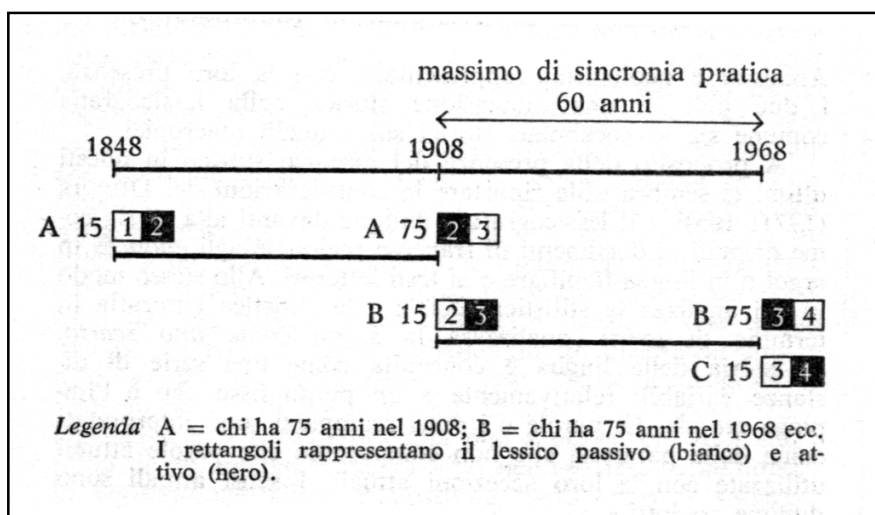 massimo di sincronia pratica
60 anni
1848 1908 1968
A 15 1 2 A 75 2 3
B 15 2 3 B 75 3 4
C 15 3 4
Legenda A = chi ha 75 anni nel 1908; B = chi ha 75 anni nel 1968 ecc.
I rettangoli rappresentano il lessico passivo (bianco) e at-
tivo (nero).